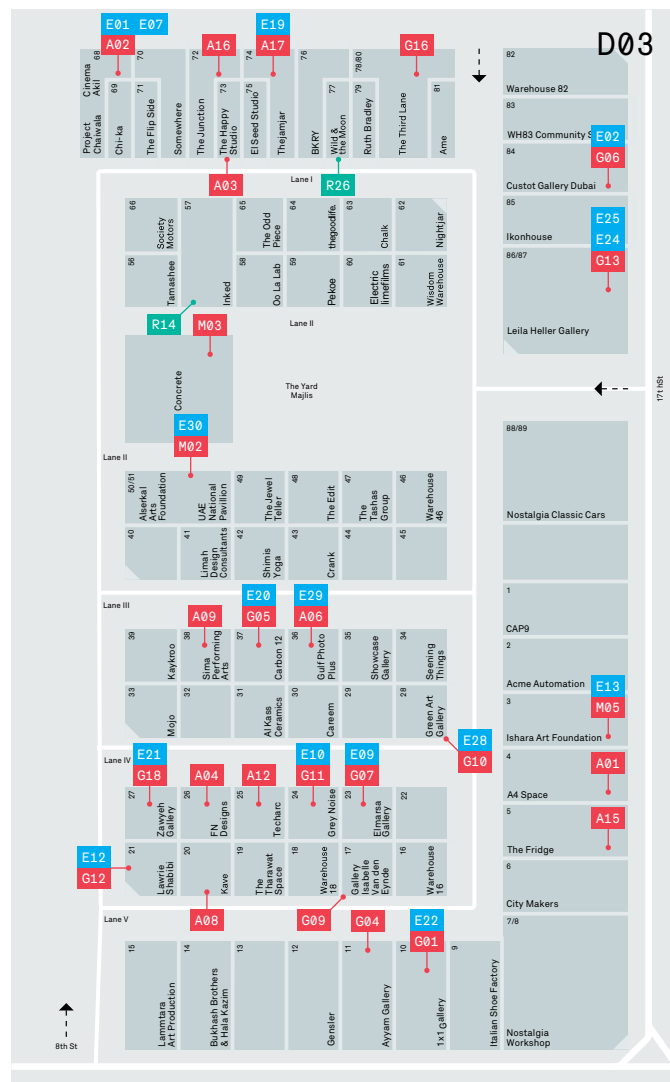 D03
E01 E07
A02
A16
E19
A17
G16
68
Cinema
Akil
Project
Chaiwala
69
Chi-ka
70
71
The Flip Side
72
Somewhere
The Junction
73
The Happy
Studio
74
75
El Seed Studio
Thejamjar
76
BKRY
77
Wild &
the Moon
78/80
79
Ruth Bradley
The Third Lane
81
Ame
82
Warehouse 82
83
WH83 Community S
E02
G06
84
Custot Gallery Dubai
85
Ikonhouse
E25
E24
G13
86/87
Leila Heller Gallery
A03
Lane I
R26
66
Society
Motors
57
65
The Odd
Piece
64
thegoodlife.
63
Chalk
62
Nightjar
56
Tamashee
Inked
58
Oo La Lab
59
Pekoe
60
Electric
limefilms
61
Wisdom
Warehouse
R14
M03
Lane II
Concrete
The Yard
Majlis
17thSt
E30
M02
Lane II
50/51
Alserkal
Arts
Foundation
UAE
National
Pavillion
49
The Jewel
Teller
48
The Edit
47
The
Tashas
Group
46
Warehouse
46
40
41
Limah
Design
Consultants
42
Shimis
Yoga
43
Crank
44
45
88/89
Nostalgia Classic Cars
1
CAP9
2
Acme Automation
E13
M05
3
Ishara Art Foundation
4
A4 Space
A01
5
The Fridge
A15
6
City Makers
7/8
Nostalgia
Workshop
Lane III
A09
E20
G05
E29
A06
39
Kaykroo
38
Sima
Performing
Arts
37
Carbon 12
36
Gulf Photo
Plus
35
Showcase
Gallery
34
Seening
Things
33
Mojo
32
31
Al Kass
Ceramics
30
Careem
29
28
Green Art
Gallery
E28
G10
Lane IV
E21
G18
A04
A12
E10
G11
E09
G07
27
Zawyeh
Gallery
26
FN
Designs
25
Techarc
24
Grey Noise
23
Elmarsa
Gallery
22
E12
G12
21
Lawrie
Shabibi
20
Kave
19
The
Tharawat
Space
18
Warehouse
18
17
Gallery
Isabelle
Van den
Eynde
16
Warehouse
16
Lane V
A08
G09
G04
E22
G01
15
Lammtara
Art Production
14
Bukhash Brothers
& Hala Kazim
13
12
Gensler
11
Ayyam Gallery
10
1x1 Gallery
9
Italian Shoe Factory
8th St